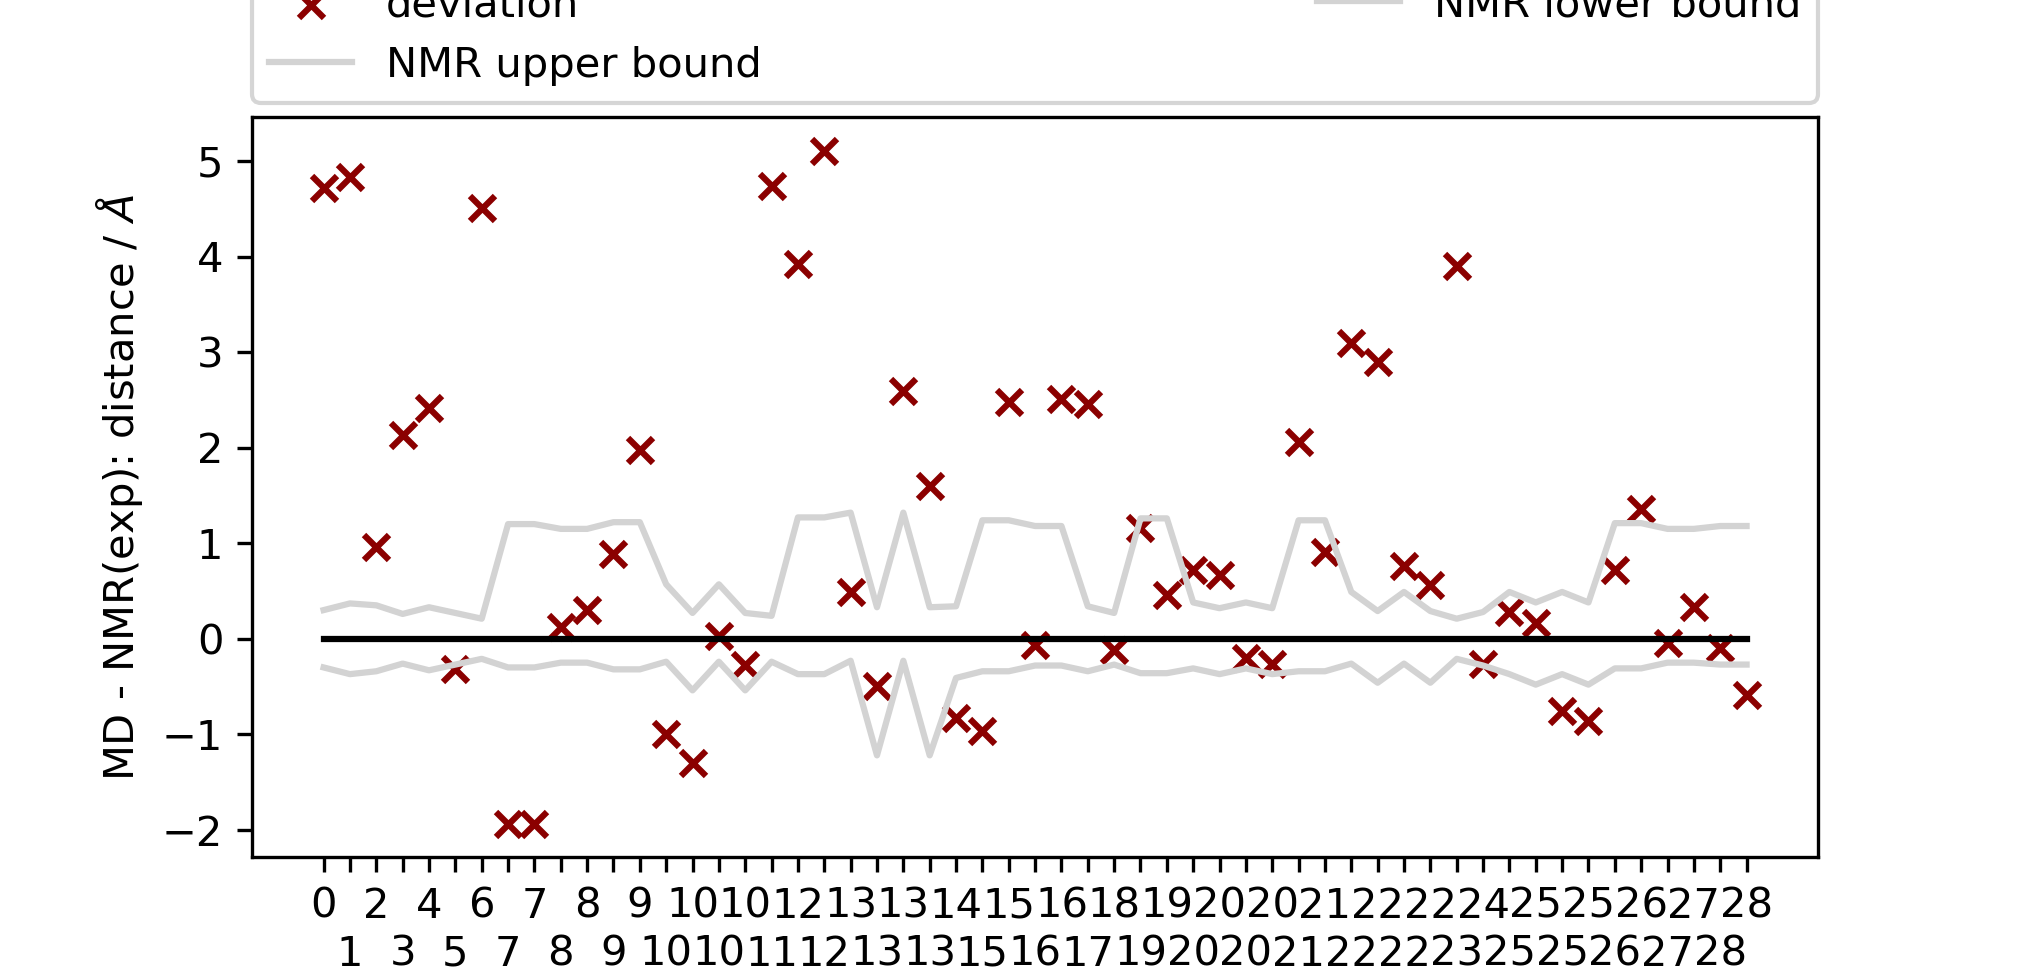 deviation
NMR lower bound
NMR upper bound
MD - NMR(exp): distance / Å
5
4
3
2
1
0
−1
−2
0 2 4 6 7 8 9 10 10 12 13 13 14 15 16 18 19 20 20 21 22 22 24 25 25 26 27 28
1 3 5 7 8 9 10 10 11 12 13 13 15 16 17 19 20 20 21 22 22 23 25 25 26 27 28